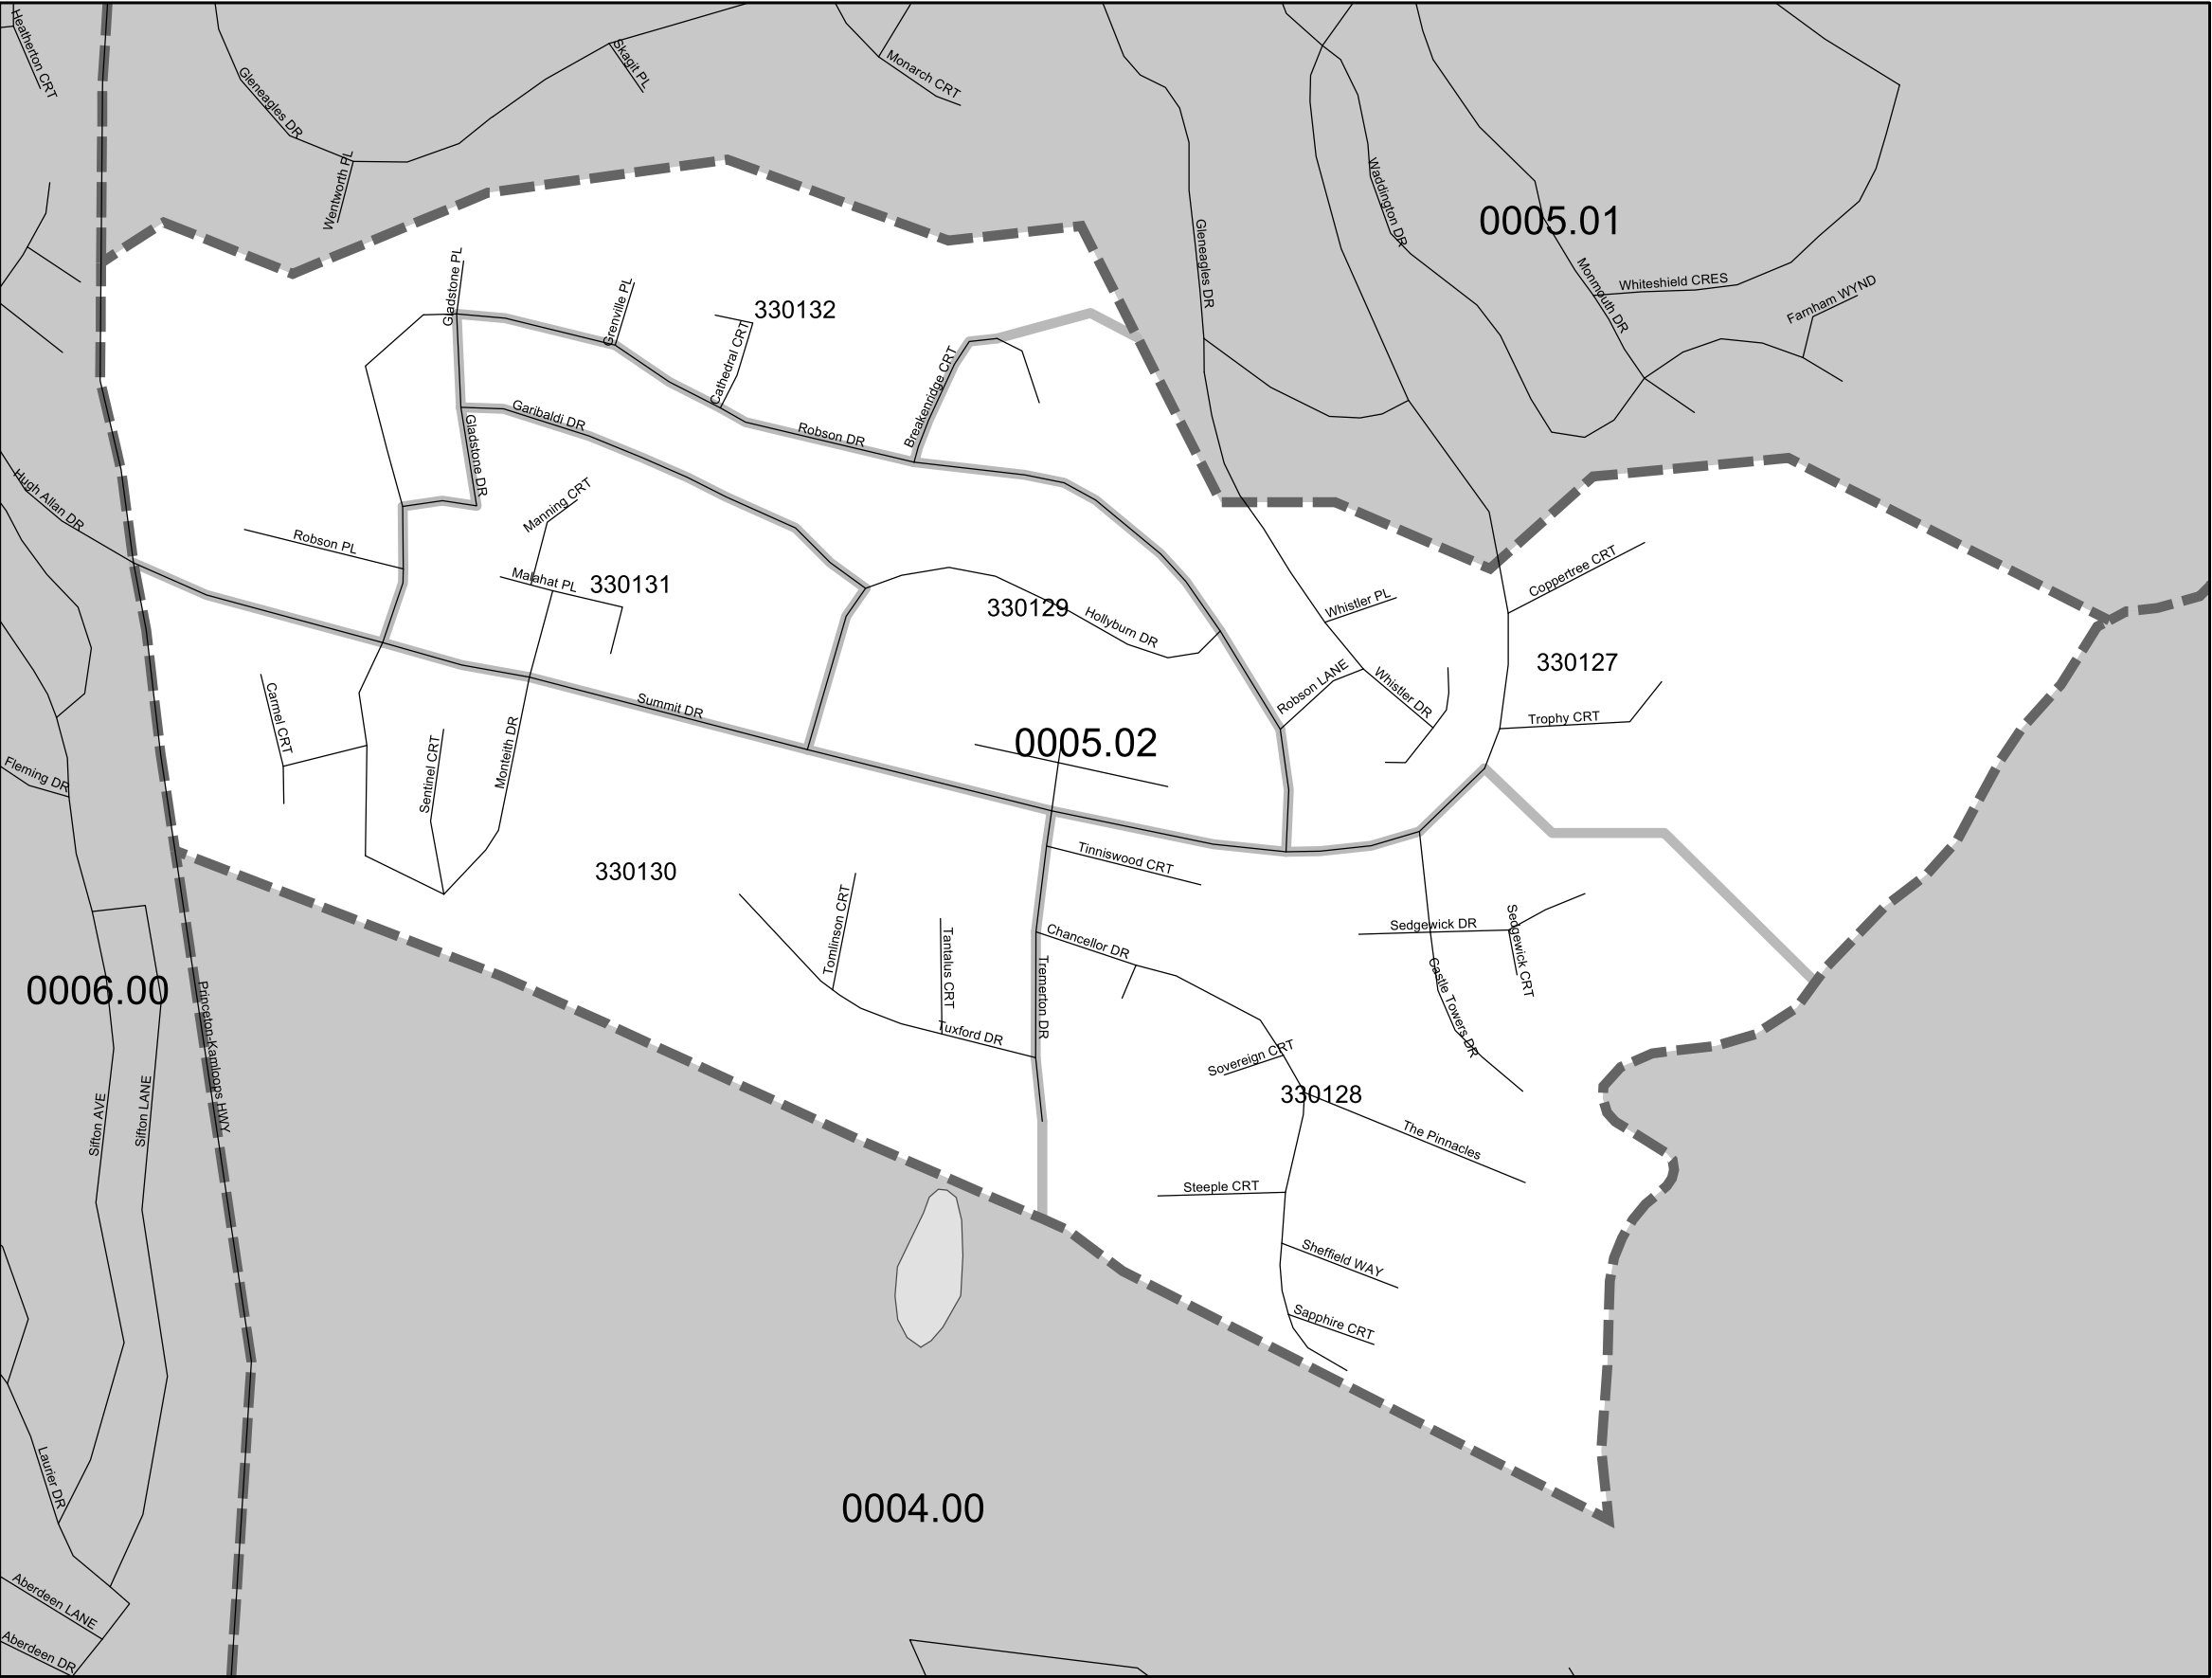 Heatherton CRT
Gleneagles DR
Skagit PL
Monarch CRT
Wentworth PL
Waddington DR
0005.01
Gleneagles DR
Monmouth DR
Whiteshield CRES
Farnham WYND
Gladstone PL
Grenville PL
330132
Cathedral CRT
Breakenridge CRT
Robson DR
Garibaldi DR
Gladstone DR
Hugh Allan DR
Manning CRT
Robson PL
Malahat PL
330131
330129
Hollyburn DR
Whistler PL
Coppertree CRT
330127
Robson LANE
Whistler DR
Trophy CRT
Carmel CRT
Summit DR
0005.02
Monteith DR
Sentinel CRT
Fleming DR
330130
Tinniswood CRT
Tomlinson CRT
Tantalus CRT
Chancellor DR
Tremerton DR
Tuxford DR
Sedgewick DR
Sedgewick CRT
Castle Towers DR
0006.00
Princeton-Kamloops HWY
Sovereign CRT
330128
The Pinnacles
Sifton AVE
Sifton LANE
Steeple CRT
Sheffield WAY
Sapphire CRT
Laurier DR
0004.00
Aberdeen LANE
Aberdeen DR